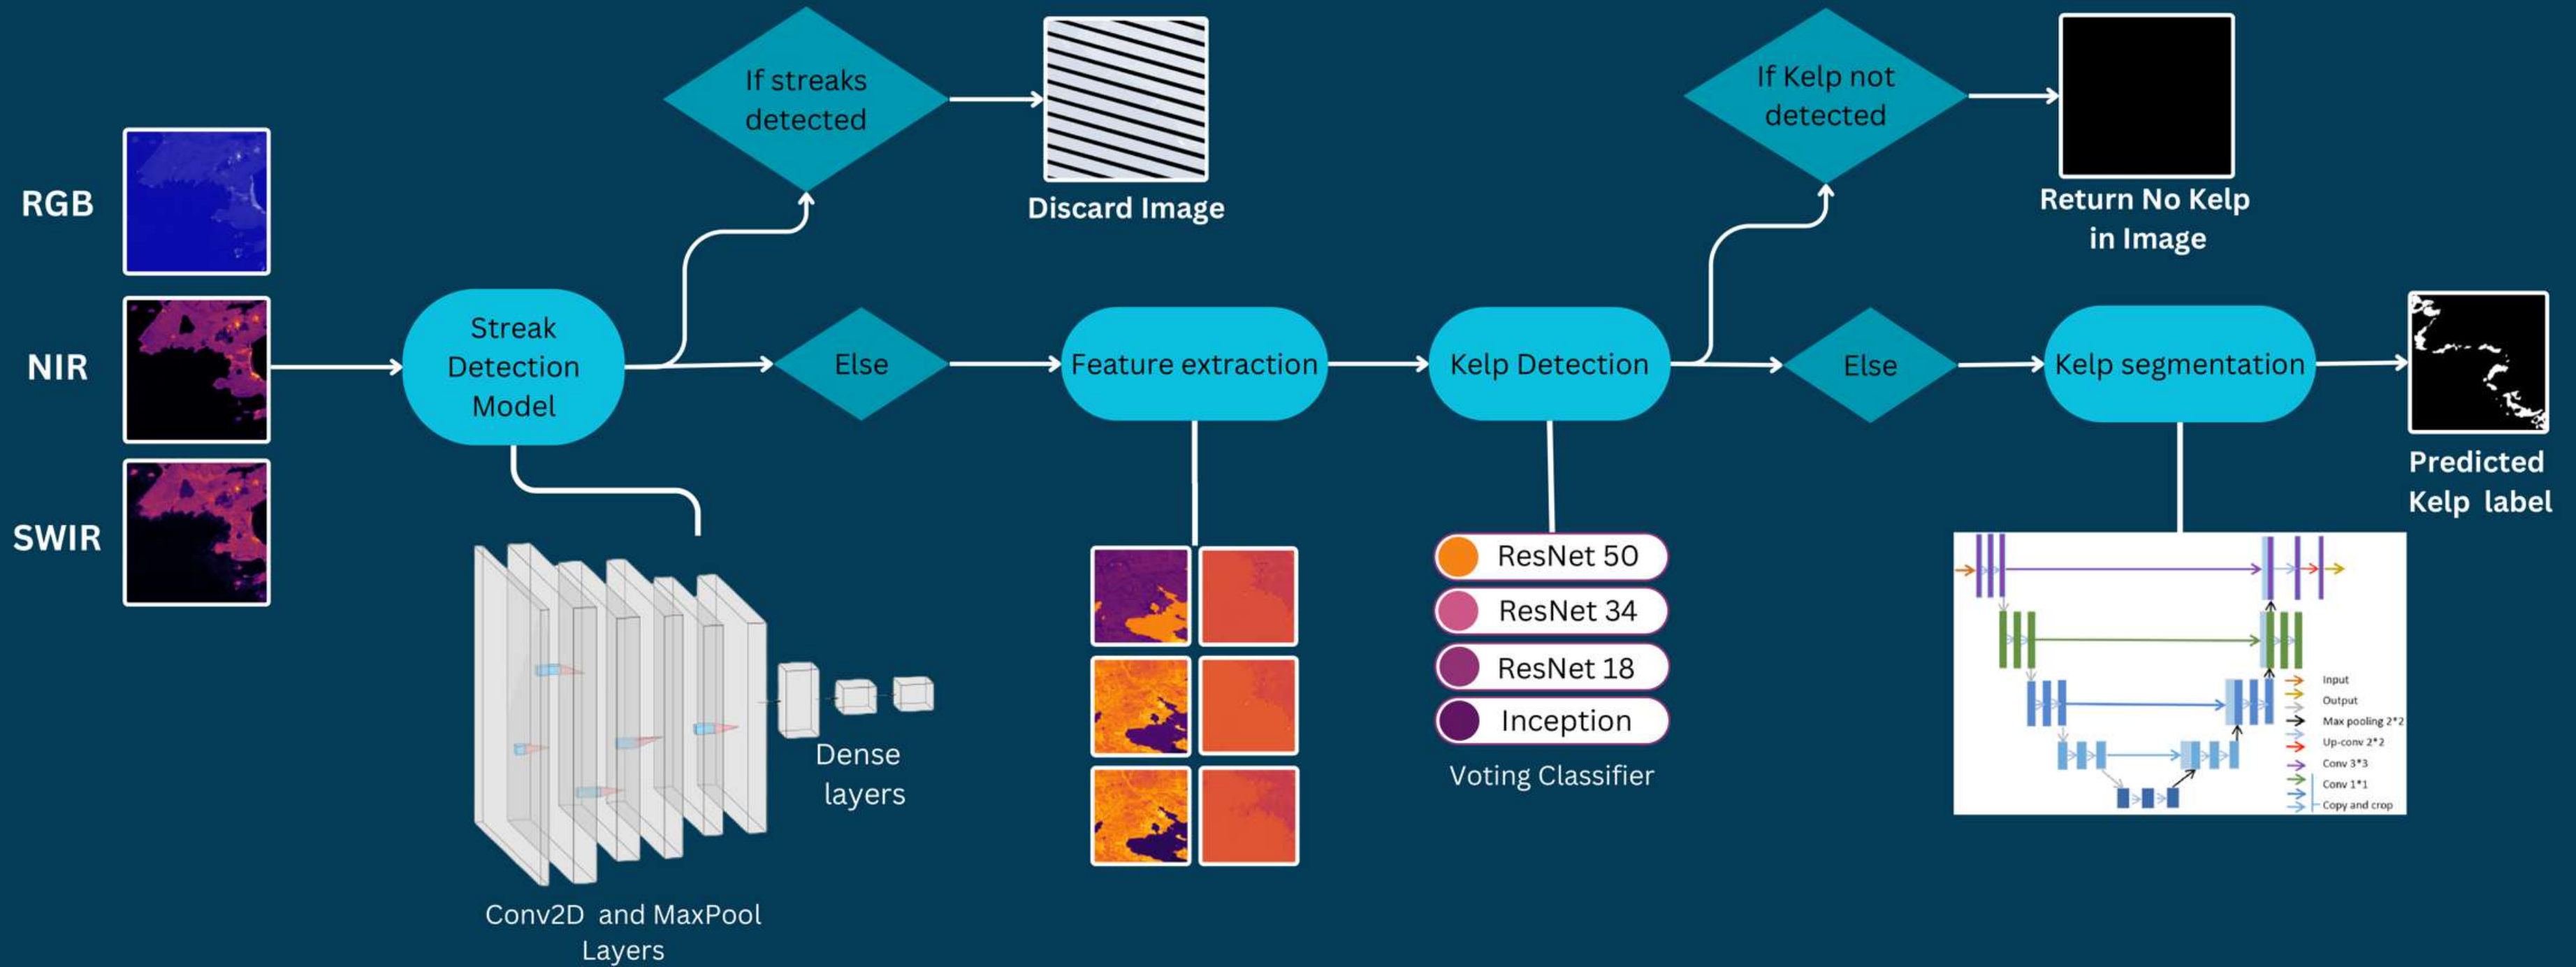 RGB
NIR
SWIR
Streak
Detection
Model
If streaks
detected
Discard Image
Else
Conv2D and MaxPool
Layers
Dense
layers
Feature extraction
Kelp Detection
ResNet 50
ResNet 34
ResNet 18
Inception
Voting Classifier
If Kelp not
detected
Return No Kelp
in Image
Else
Kelp segmentation
Predicted
Kelp label
Input
Output
Max pooling 2*2
Up-conv 2*2
Conv 3*3
Conv 1*1
Copy and crop